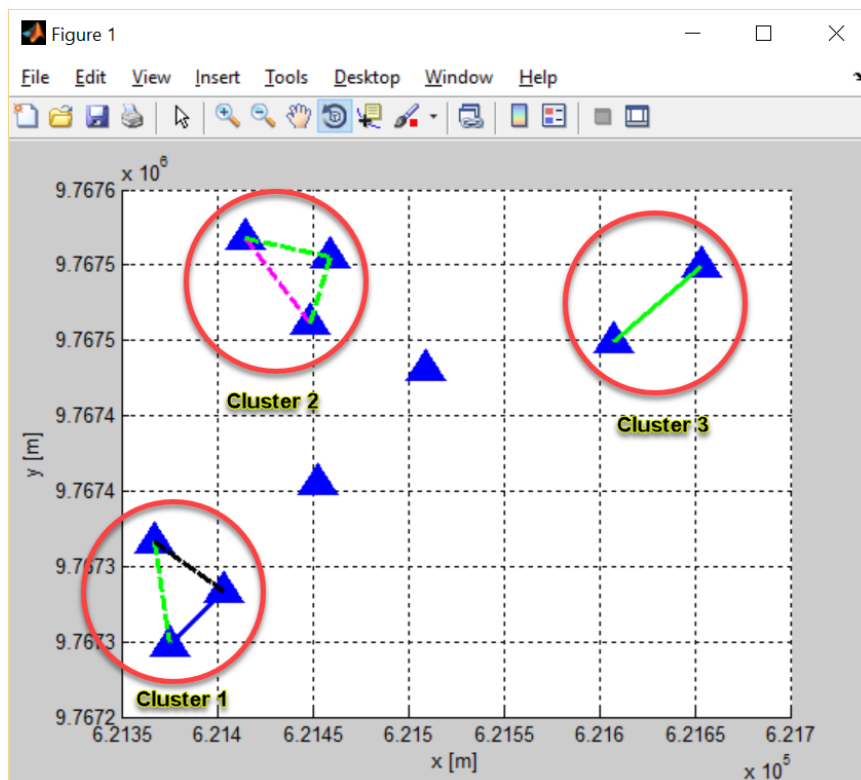 Figure 1
File Edit View Insert Tools Desktop Window Help
x 10^6
9.7676
9.7675
9.7675
9.7674
9.7674
9.7673
9.7673
9.7672
y [m]
Cluster 2
Cluster 3
Cluster 1
6.2135 6.214 6.2145 6.215 6.2155 6.216 6.2165 6.217
x [m]
x 10^5